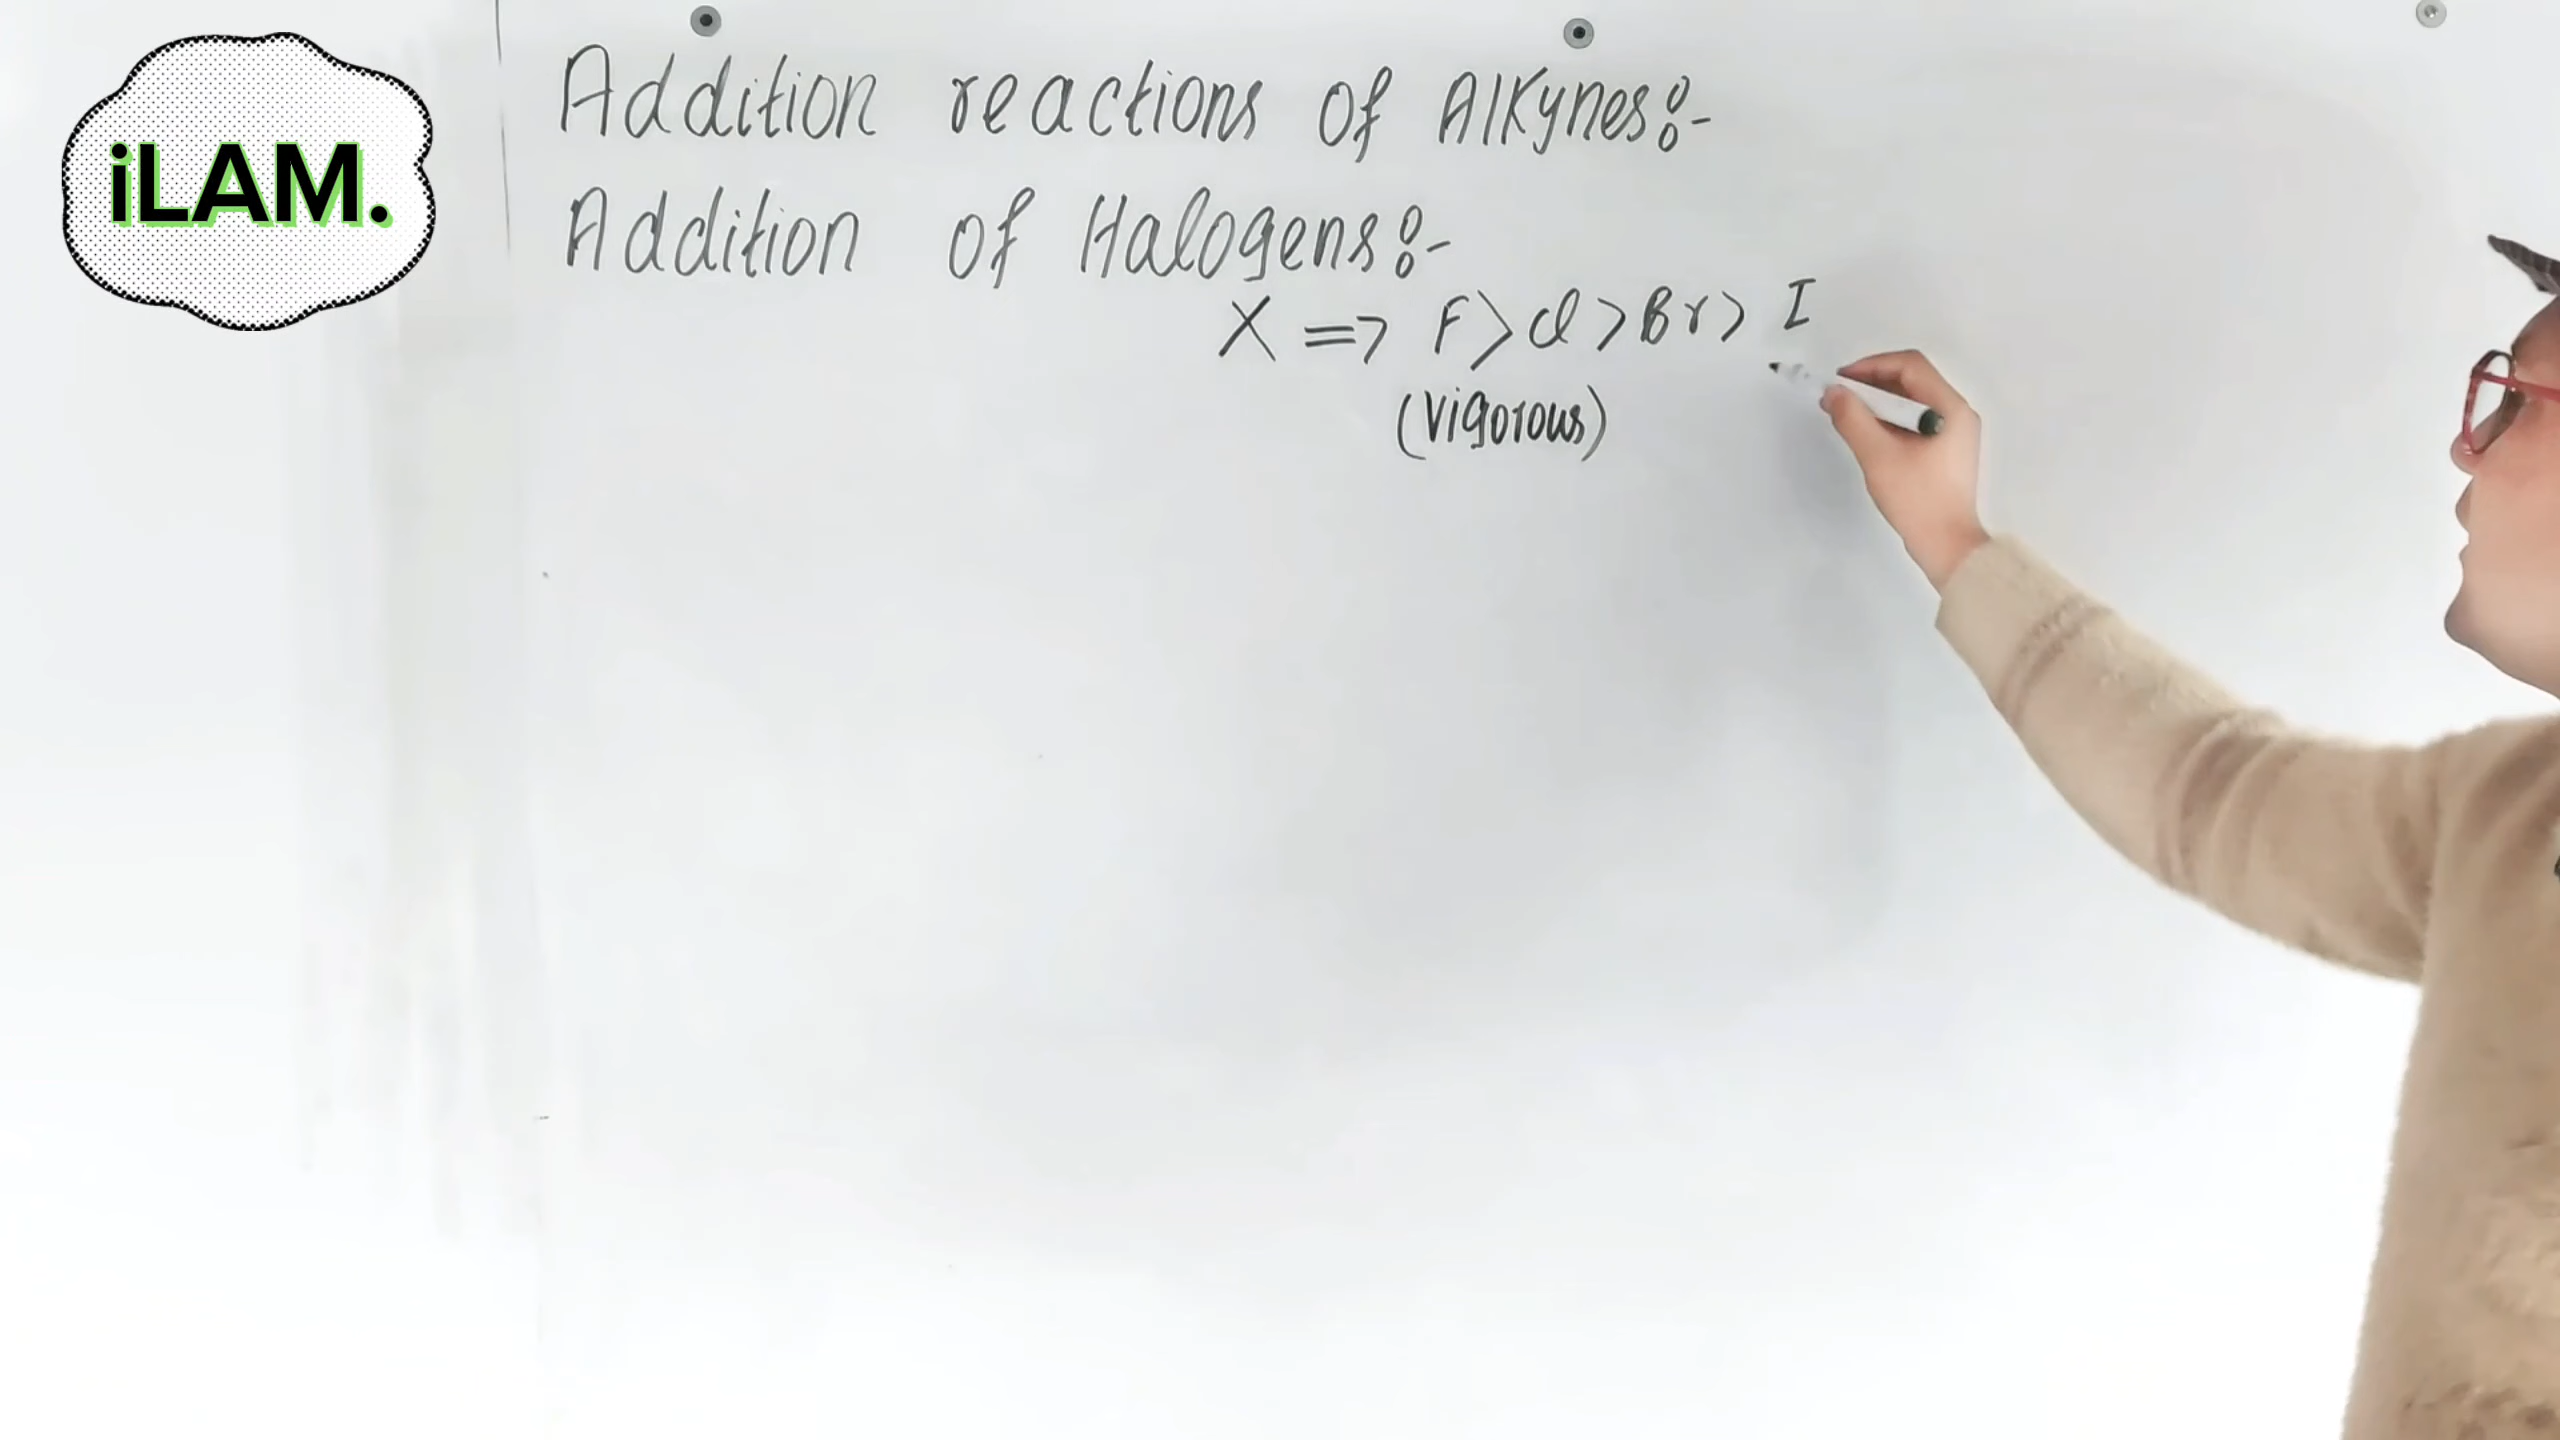 iLAM.
Addition reactions of Alkynes:-
Addition of Halogens:-
X => F > Cl > Br > I
(Vigorous)